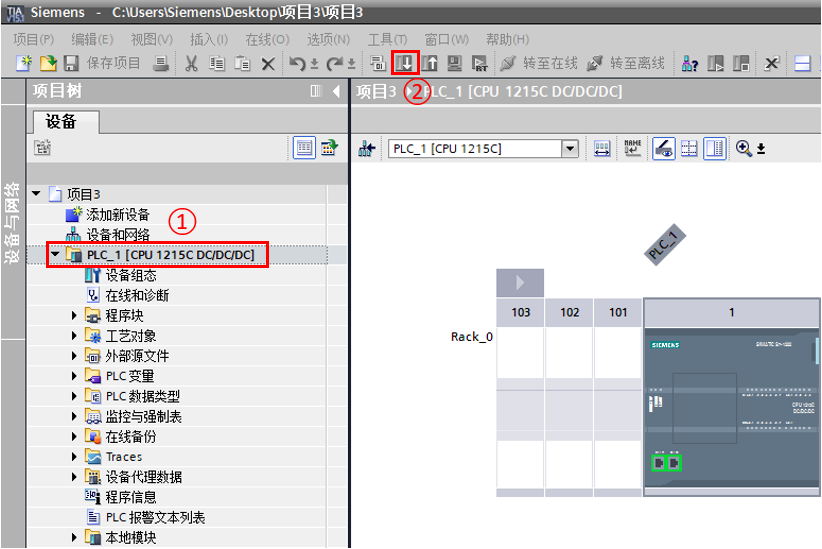 Siemens - C:\Users\Siemens\Desktop\项目3\项目3
项目(P) 编辑(E) 视图(V) 插入(I) 在线(O) 选项(N) 工具(T) 窗口(W) 帮助(H)
保存项目 转至在线 转至离线
项目树
项目3 ② PLC_1 [CPU 1215C DC/DC/DC]
设备
PLC_1 [CPU 1215C]
设备与网络
项目3
添加新设备
①
设备和网络
PLC_1 [CPU 1215C DC/DC/DC]
设备组态
在线和诊断
程序块
工艺对象
外部源文件
PLC 变量
PLC 数据类型
监控与强制表
在线备份
Traces
设备代理数据
程序信息
PLC 报警文本列表
本地模块
PLC_1
103 102 101 1
Rack_0
SIEMENS
CPU 1215C
DC/DC/DC